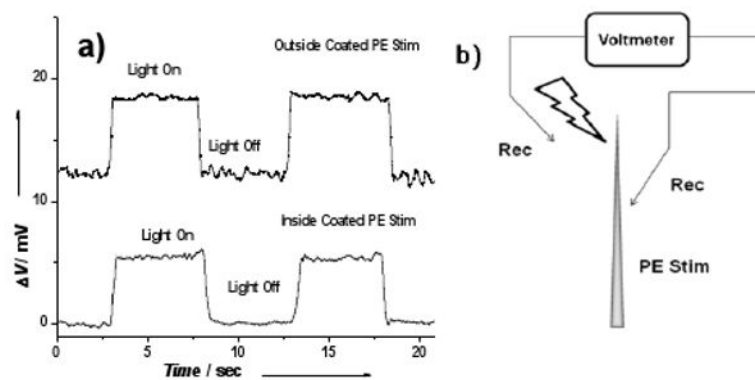 a)
Outside Coated PE Stim
Light On
20
Light Off
10
Inside Coated PE Stim
Light On
Light Off
0
ΔV/ mV
0 5 10 15 20
Time / sec
b)
Voltmeter
Rec
Rec
PE Stim